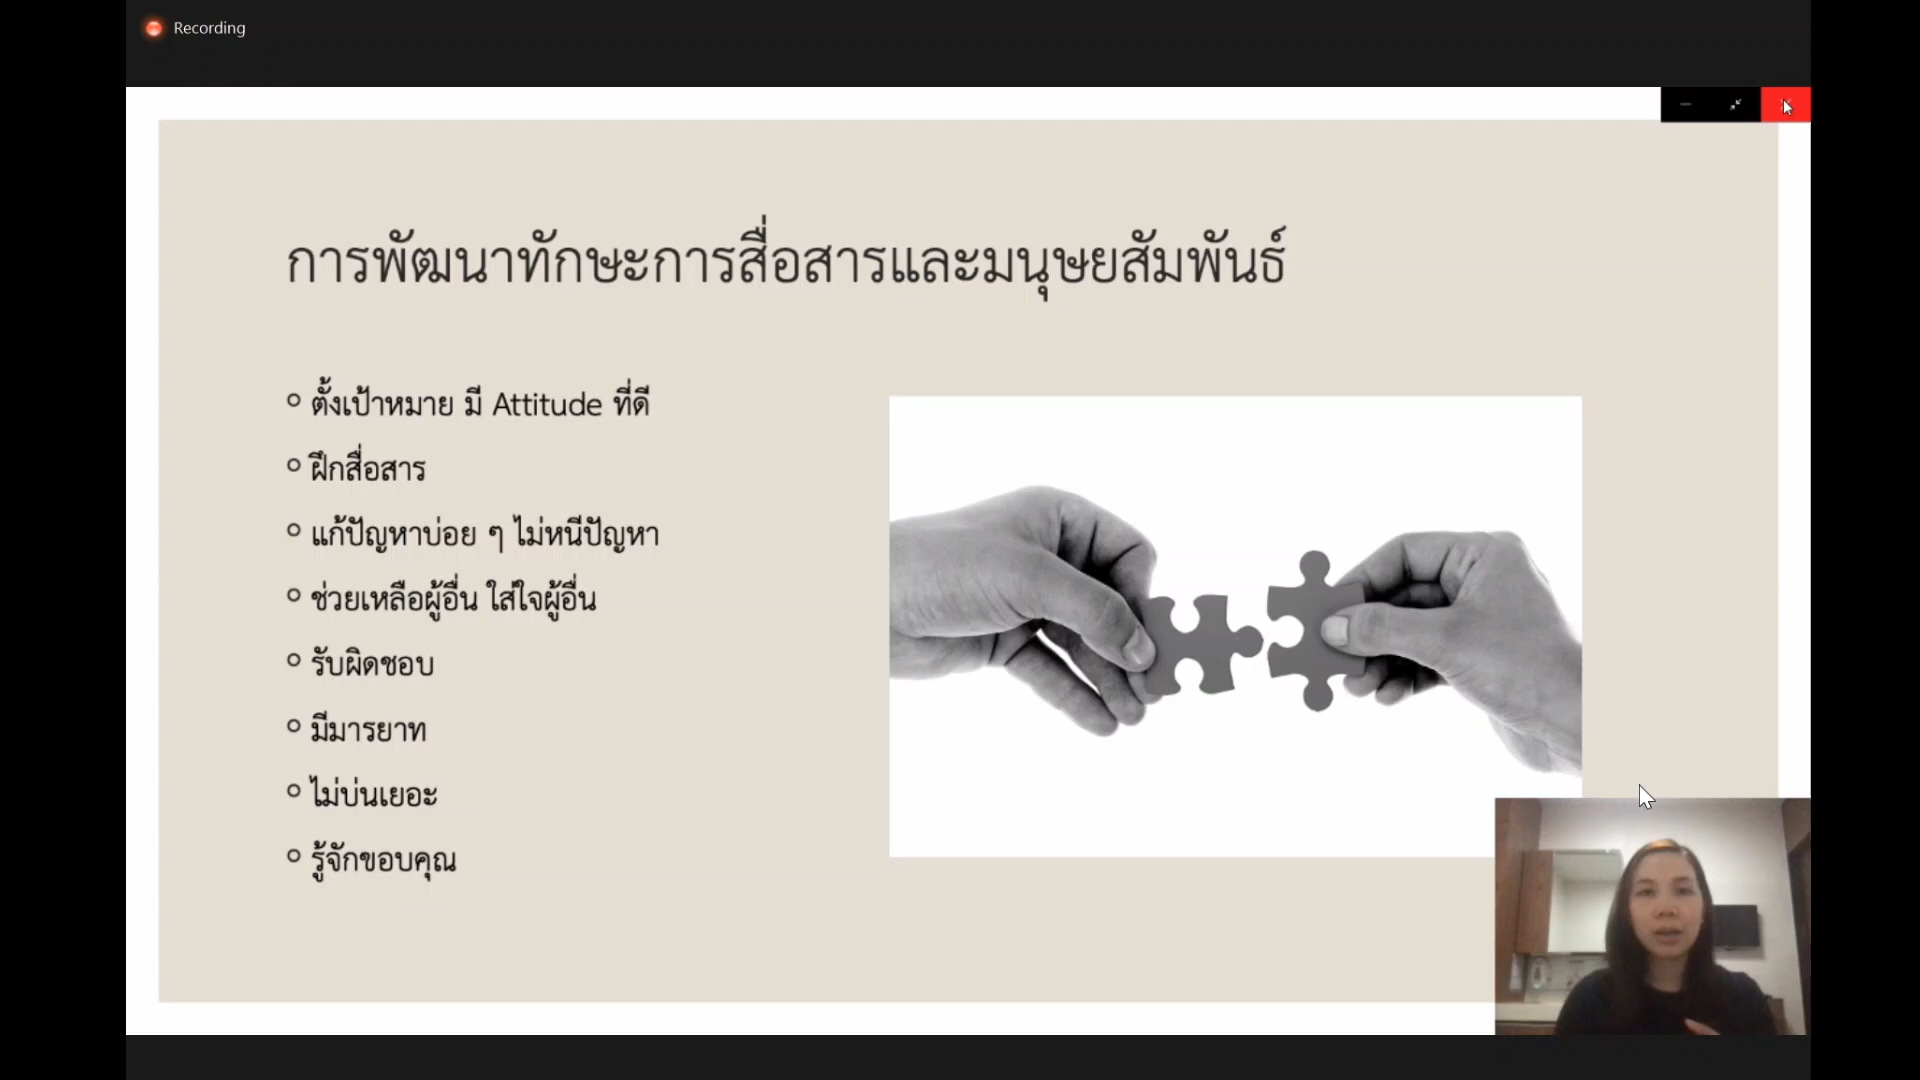 Recording
การพัฒนาทักษะการสื่อสารและมนุษยสัมพันธ์
ตั้งเป้าหมาย มี Attitude ที่ดี
ฝึกสื่อสาร
แก้ปัญหาบ่อย ๆ ไม่หนีปัญหา
ช่วยเหลือผู้อื่น ใส่ใจผู้อื่น
รับผิดชอบ
มีมารยาท
ไม่บ่นเยอะ
รู้จักขอบคุณ